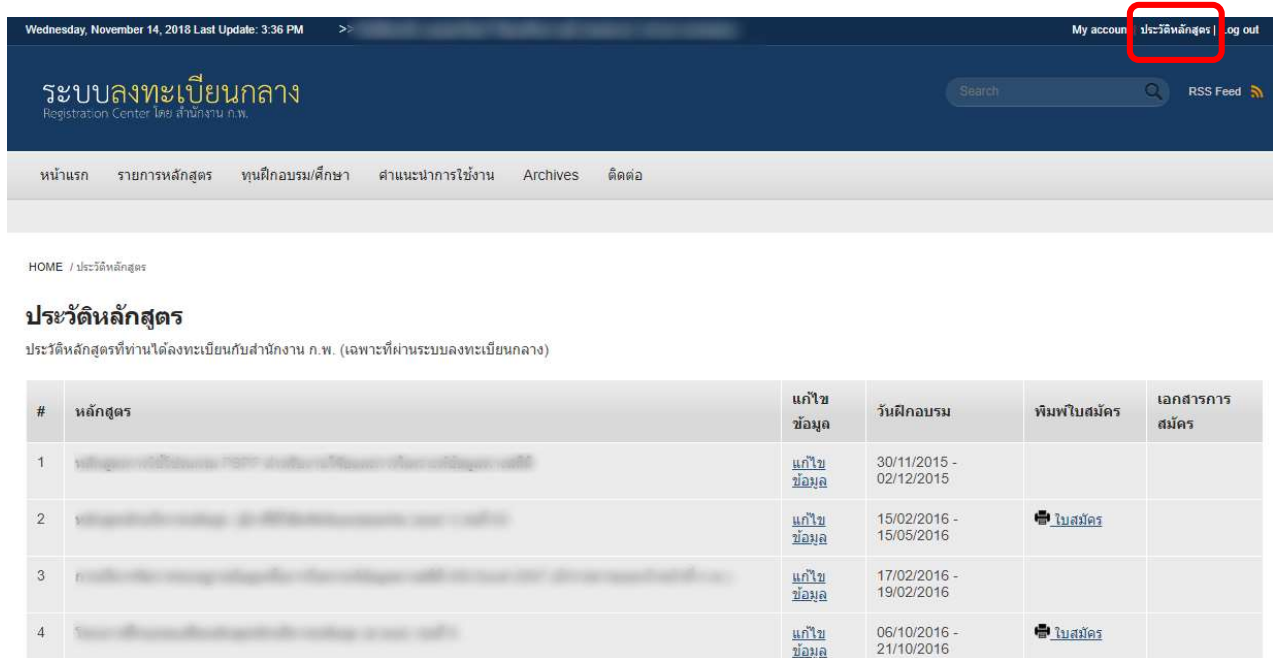 Wednesday, November 14, 2018 Last Update: 3:36 PM >>
My accoun ประวัติหลักสูตร | Log out
ระบบลงทะเบียนกลาง
Registration Center โดย สำนักงาน ก.พ.
Search
RSS Feed
หน้าแรก รายการหลักสูตร ทุนฝึกอบรม/ศึกษา คำแนะนำการใช้งาน Archives ติดต่อ
HOME / ประวัติหลักสูตร
ประวัติหลักสูตร
ประวัติหลักสูตรที่ท่านได้ลงทะเบียนกับสำนักงาน ก.พ. (เฉพาะที่ผ่านระบบลงทะเบียนกลาง)
# หลักสูตร แก้ไขข้อมูล วันฝึกอบรม พิมพ์ใบสมัคร เอกสารการสมัคร
1 แก้ไขข้อมูล 30/11/2015 - 02/12/2015
2 แก้ไขข้อมูล 15/02/2016 - 15/05/2016 ใบสมัคร
3 แก้ไขข้อมูล 17/02/2016 - 19/02/2016
4 แก้ไขข้อมูล 06/10/2016 - 21/10/2016 ใบสมัคร